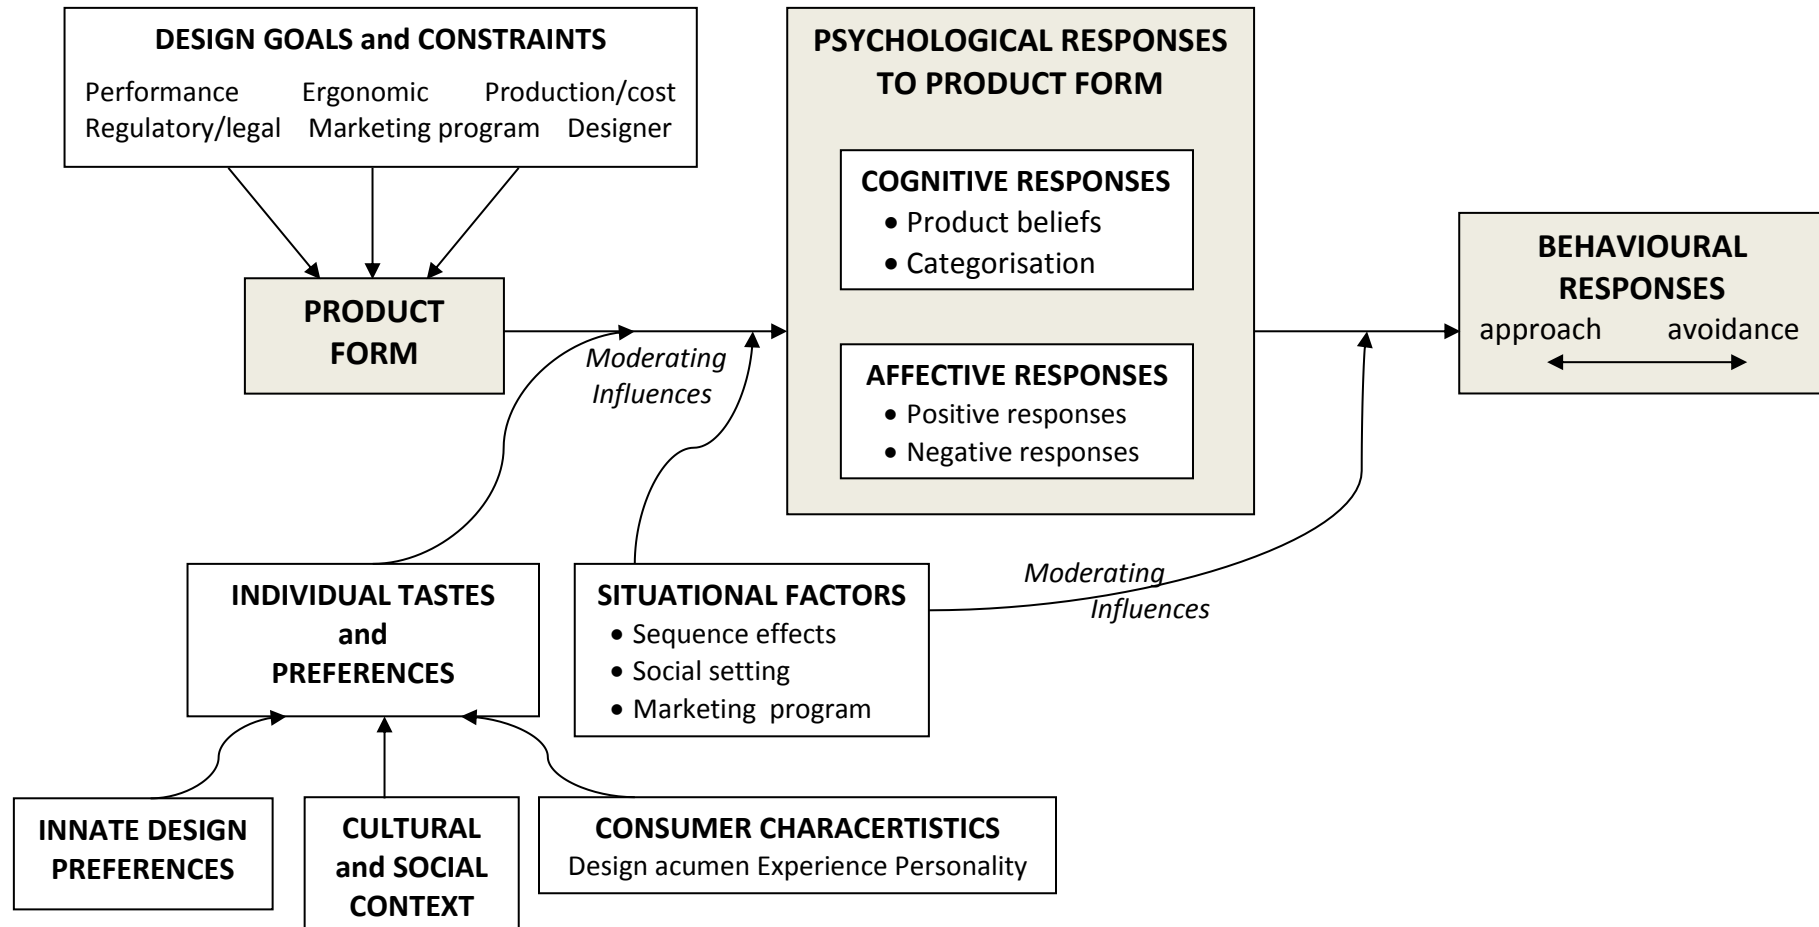 DESIGN GOALS and CONSTRAINTS
Performance Ergonomic Production/cost
Regulatory/legal Marketing program Designer
PRODUCT
FORM
Moderating
Influences
PSYCHOLOGICAL RESPONSES
TO PRODUCT FORM
COGNITIVE RESPONSES
• Product beliefs
• Categorisation
AFFECTIVE RESPONSES
• Positive responses
• Negative responses
BEHAVIOURAL
RESPONSES
approach avoidance
INDIVIDUAL TASTES
and
PREFERENCES
SITUATIONAL FACTORS
• Sequence effects
• Social setting
• Marketing program
Moderating
Influences
INNATE DESIGN
PREFERENCES
CULTURAL
and SOCIAL
CONTEXT
CONSUMER CHARACERTISTICS
Design acumen Experience Personality